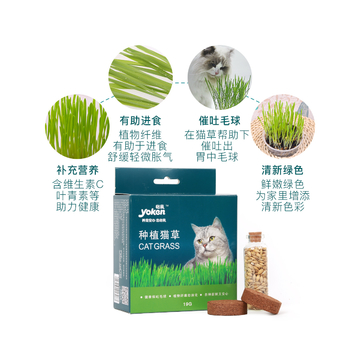 有助进食
植物纤维
有助于进食
舒缓轻微胀气
催吐毛球
在猫草帮助下
催吐出
胃中毛球
补充营养
含维生素C
叶青素等
助力健康
清新绿色
鲜嫩绿色
为家里增添
清新色彩
yoken
种植猫草
CAT GRASS